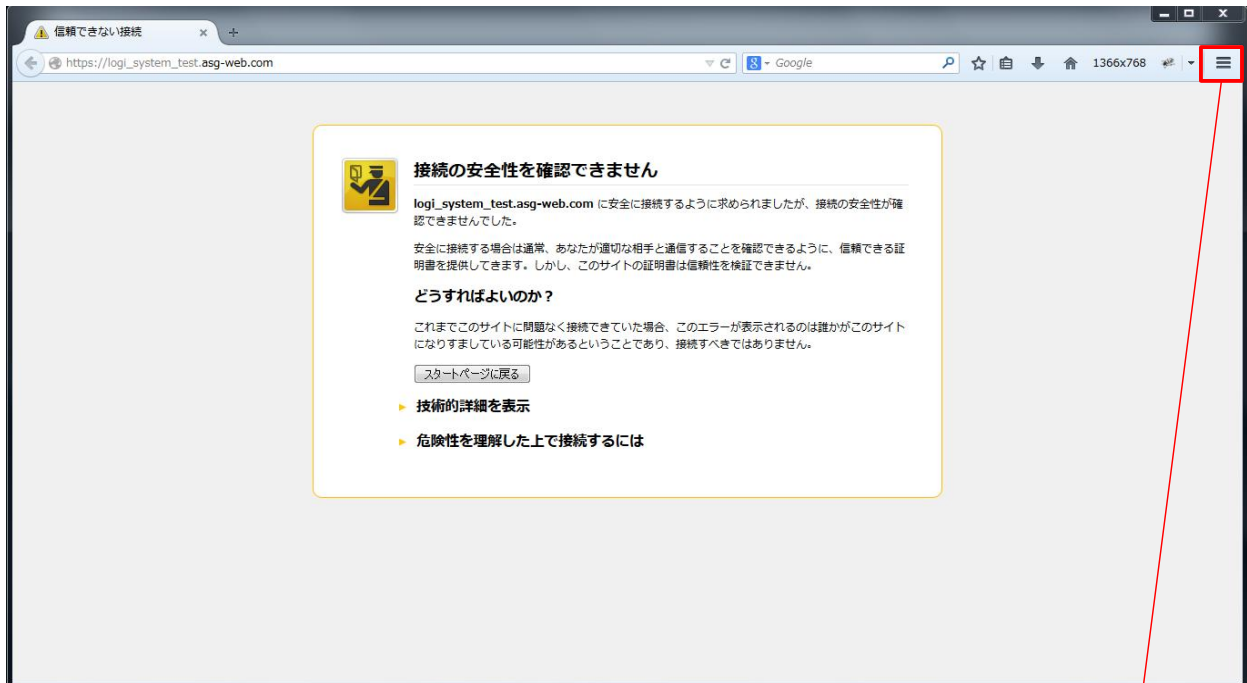 信頼できない接続
https://logi_system_test.asg-web.com
Google
1366x768
接続の安全性を確認できません
logi_system_test.asg-web.com に安全に接続するように求められましたが、接続の安全性が確
認できませんでした。
安全に接続する場合は通常、あなたが適切な相手と通信することを確認できるように、信頼できる証
明書を提供してきます。しかし、このサイトの証明書は信頼性を検証できません。
どうすればよいのか？
これまでこのサイトに問題なく接続できていた場合、このエラーが表示されるのは誰かがこのサイト
になりすましている可能性があるということであり、接続すべきではありません。
スタートページに戻る
技術的詳細を表示
危険性を理解した上で接続するには